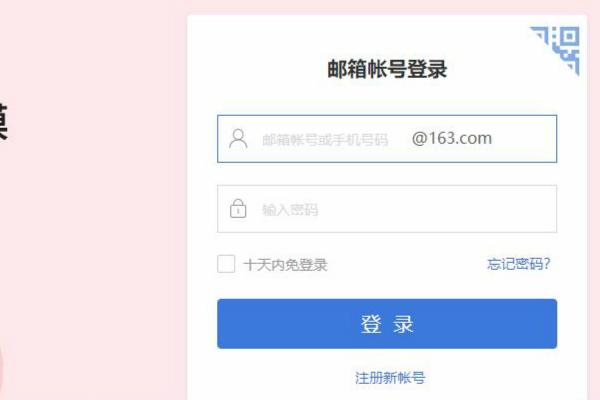 邮箱帐号登录
邮箱帐号或手机号码 @163.com
输入密码
十天内免登录 忘记密码?
登 录
注册新帐号